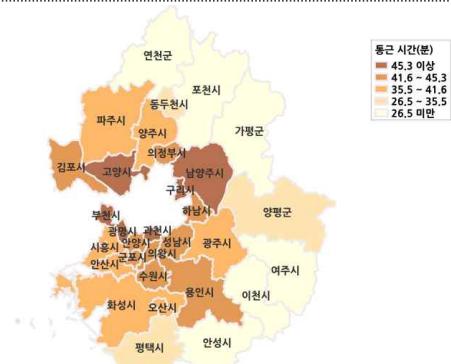 통근 시간(분)
45.3 이상
41.6 ~ 45.3
35.5 ~ 41.6
26.5 ~ 35.5
26.5 미만
연천군
포천시
동두천시
파주시
양주시
가평군
의정부시
김포시
고양시
남양주시
구리시
하남시
양평군
부천시
광명시
과천시
시흥시
안양시
성남시
광주시
군포시
의왕시
안산시
수원시
여주시
용인시
이천시
화성시
오산시
안성시
평택시